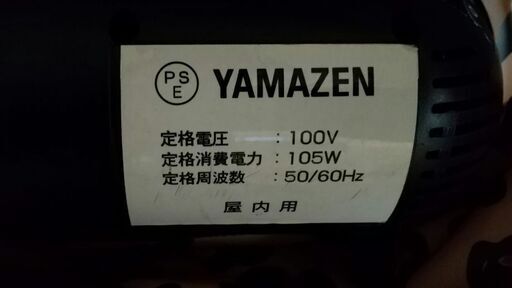 PSE YAMAZEN
定格電圧 : 100V
定格消費電力 : 105W
定格周波数 : 50/60Hz
屋内用